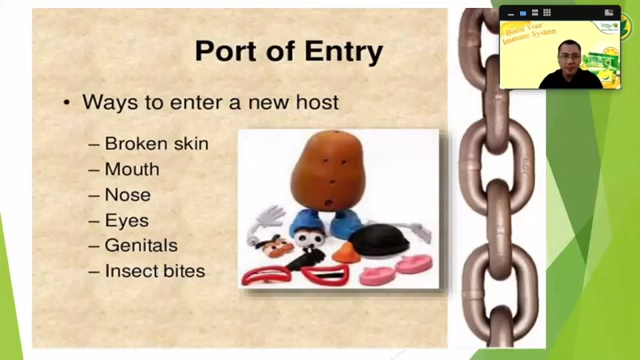 Port of Entry
• Ways to enter a new host
– Broken skin
– Mouth
– Nose
– Eyes
– Genitals
– Insect bites
Boost Your
Immune System